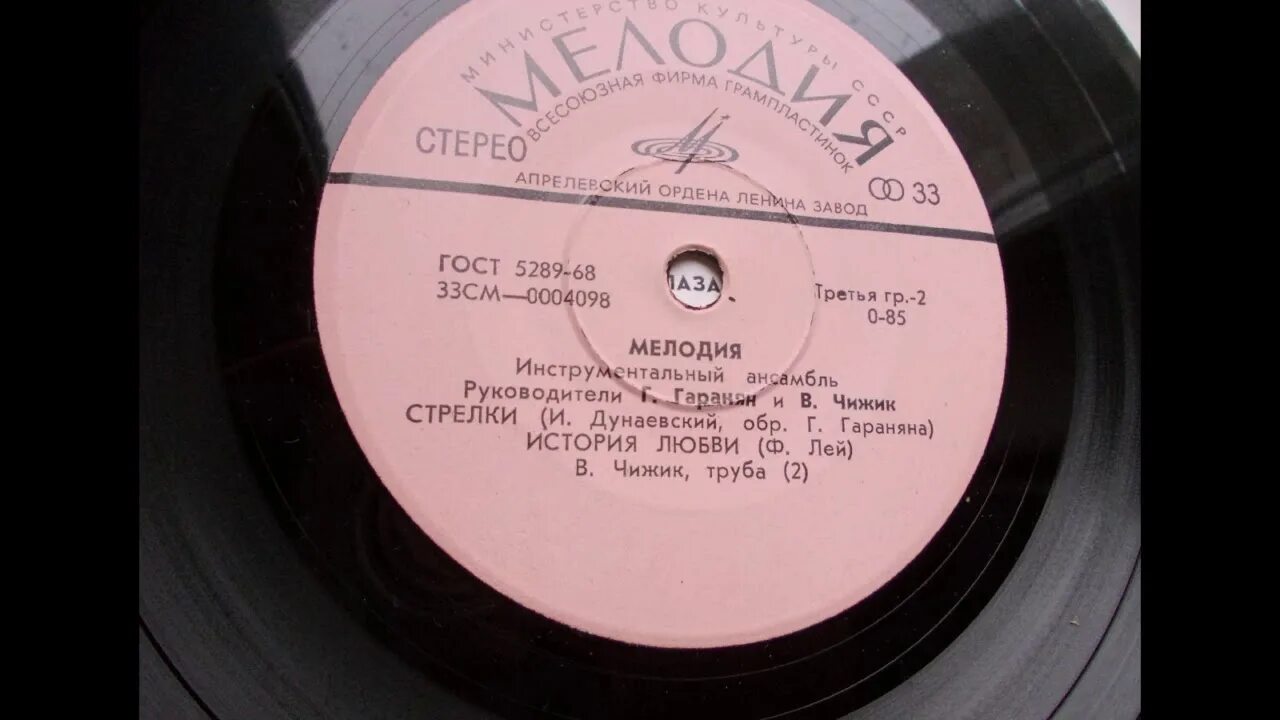 МИНИСТЕРСТВО КУЛЬТУРЫ СССР
МЕЛОДИЯ
ВСЕСОЮЗНАЯ ФИРМА ГРАМПЛАСТИНОК
СТЕРЕО
33
АПРЕЛЕВСКИЙ ОРДЕНА ЛЕНИНА ЗАВОД
ГОСТ 5289-68
33СМ—0004098
Третья гр.-2
0-85
МЕЛОДИЯ
Инструментальный ансамбль
Руководители Г. Гаранян и В. Чижик
СТРЕЛКИ (И. Дунаевский, обр. Г. Гараняна)
ИСТОРИЯ ЛЮБВИ (Ф. Лей)
В. Чижик, труба (2)